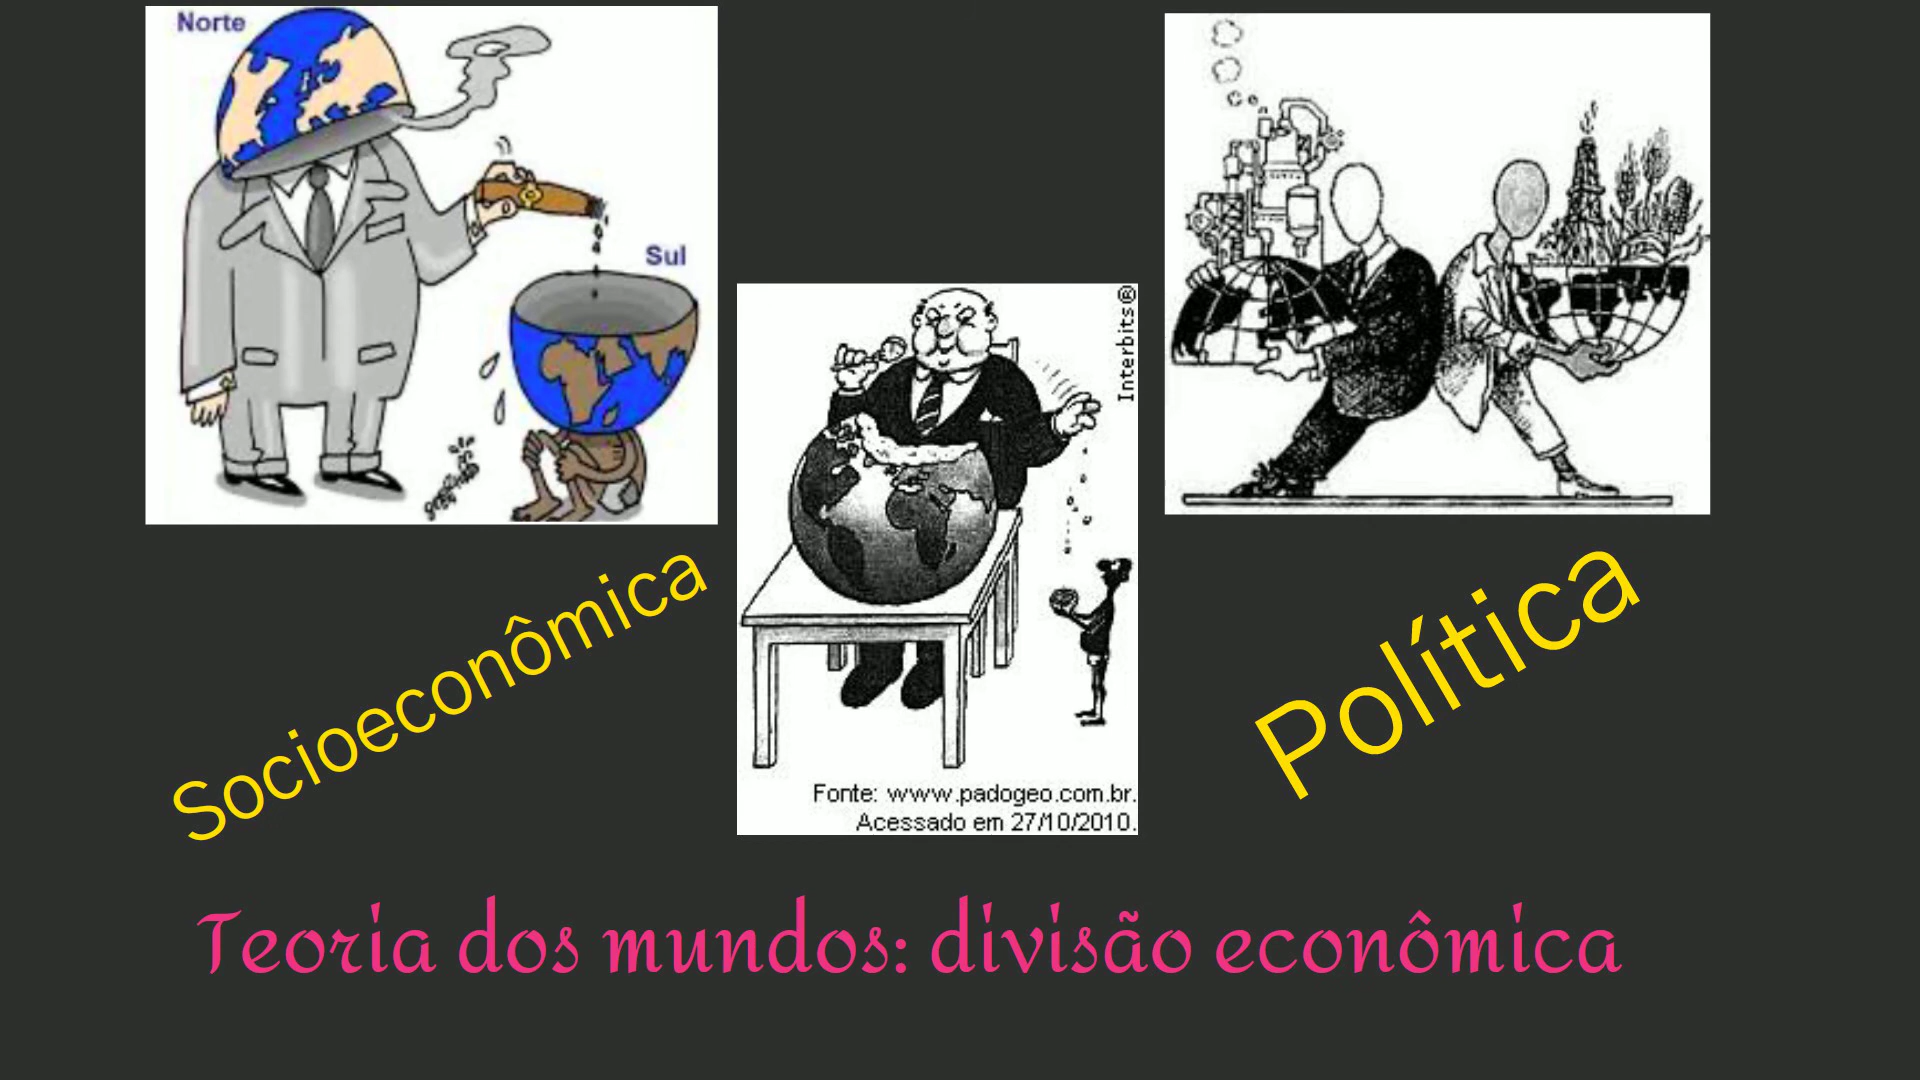 Norte
Sul
Interbits®
Fonte: www.padogeo.com.br.
Acessado em 27/10/2010.
Socioeconômica
Política
Teoria dos mundos: divisão econômica